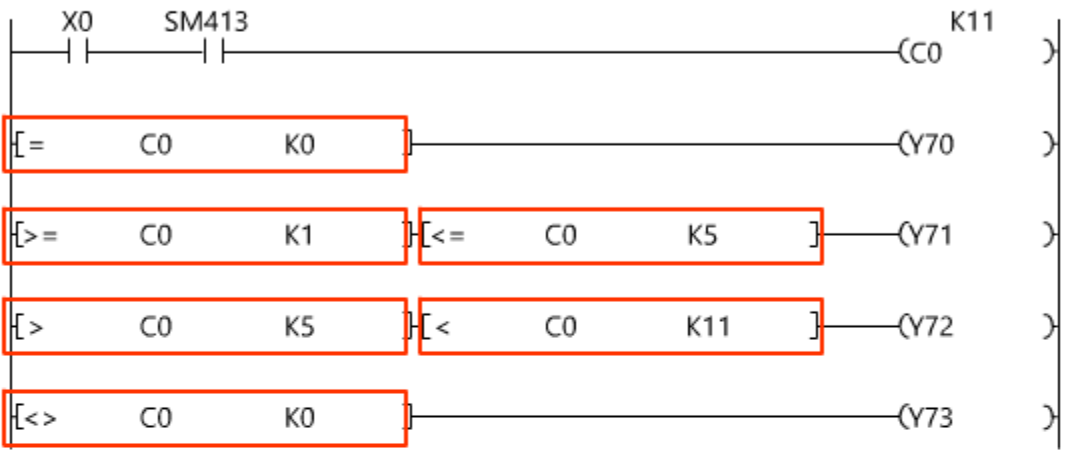 X0 SM413 K11
(C0 )
[= C0 K0 ] (Y70 )
[>= C0 K1 ] [<= C0 K5 ] (Y71 )
[> C0 K5 ] [< C0 K11 ] (Y72 )
[<> C0 K0 ] (Y73 )